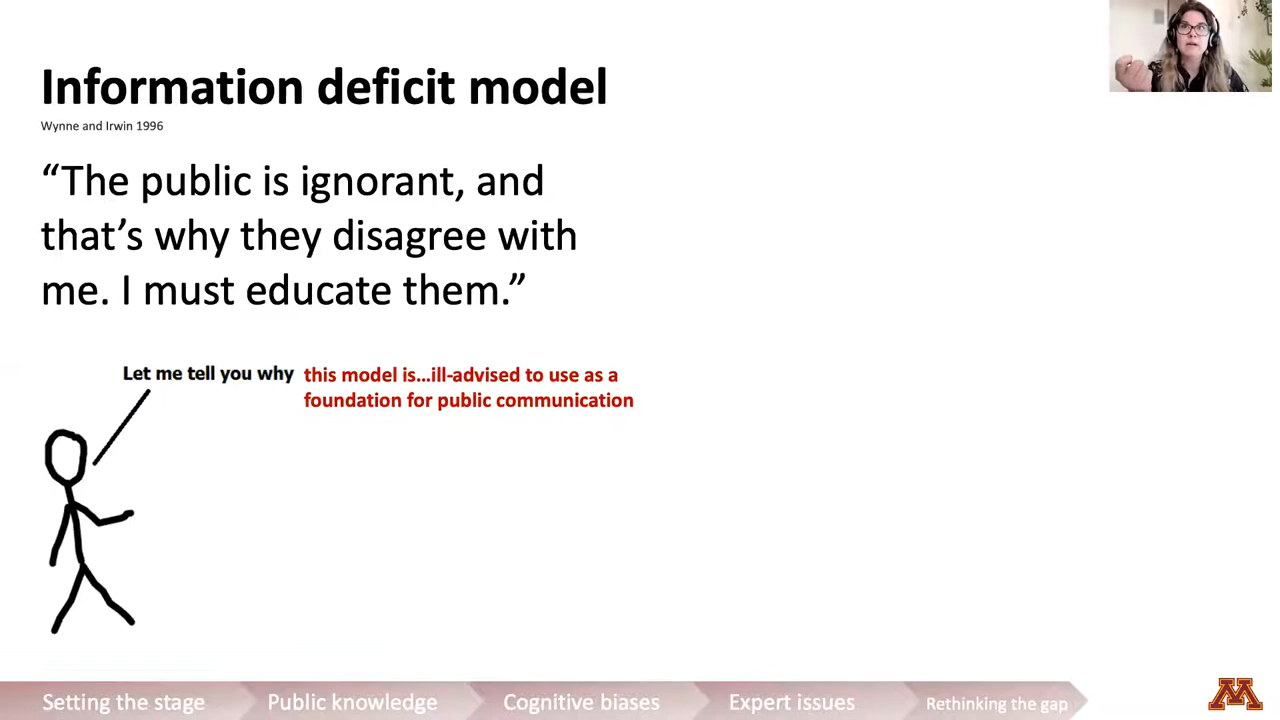 Information deficit model
Wynne and Irwin 1996
“The public is ignorant, and
that’s why they disagree with
me. I must educate them.”
Let me tell you why this model is…ill-advised to use as a
foundation for public communication
Setting the stage
Public knowledge
Cognitive biases
Expert issues
Rethinking the gap
M